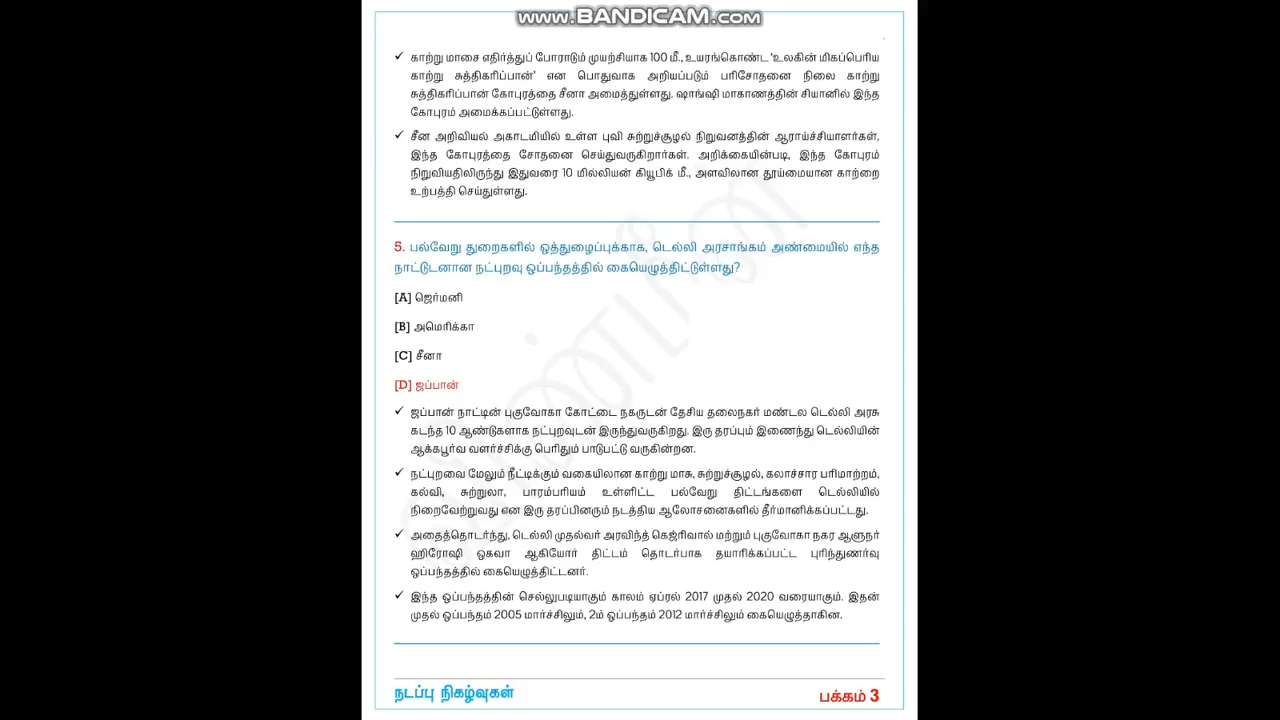 www.BANDICAM.com
✓ காற்று மாசை எதிர்த்துப் போராடும் முயற்சியாக 100 மீ., உயரங்கொண்ட ‘உலகின் மிகப்பெரிய
காற்று சுத்திகரிப்பான்’ என பொதுவாக அறியப்படும் பரிசோதனை நிலை காற்று
சுத்திகரிப்பான் கோபுரத்தை சீனா அமைத்துள்ளது. ஷாங்ஷி மாகாணத்தின் சியானில் இந்த
கோபுரம் அமைக்கப்பட்டுள்ளது.
✓ சீன அறிவியல் அகாடமியில் உள்ள புவி சுற்றுச்சூழல் நிறுவனத்தின் ஆராய்ச்சியாளர்கள்,
இந்த கோபுரத்தை சோதனை செய்துவருகிறார்கள். அறிக்கையின்படி, இந்த கோபுரம்
நிறுவியதிலிருந்து இதுவரை 10 மில்லியன் கியூபிக் மீ., அளவிலான தூய்மையான காற்றை
உற்பத்தி செய்துள்ளது.
5. பல்வேறு துறைகளில் ஒத்துழைப்புக்காக, டெல்லி அரசாங்கம் அண்மையில் எந்த
நாட்டுடனான நட்புறவு ஒப்பந்தத்தில் கையெழுத்திட்டுள்ளது?
[A] ஜெர்மனி
[B] அமெரிக்கா
[C] சீனா
[D] ஜப்பான்
✓ ஜப்பான் நாட்டின் புகுவோகா கோட்டை நகருடன் தேசிய தலைநகர் மண்டல டெல்லி அரசு
கடந்த 10 ஆண்டுகளாக நட்புறவுடன் இருந்துவருகிறது. இரு தரப்பும் இணைந்து டெல்லியின்
ஆக்கபூர்வ வளர்ச்சிக்கு பெரிதும் பாடுபட்டு வருகின்றன.
✓ நட்புறவை மேலும் நீட்டிக்கும் வகையிலான காற்று மாசு, சுற்றுச்சூழல், கலாச்சார பரிமாற்றம்,
கல்வி, சுற்றுலா, பாரம்பரியம் உள்ளிட்ட பல்வேறு திட்டங்களை டெல்லியில்
நிறைவேற்றுவது என இரு தரப்பினரும் நடத்திய ஆலோசனைகளில் தீர்மானிக்கப்பட்டது.
✓ அதைத்தொடர்ந்து, டெல்லி முதல்வர் அரவிந்த் கெஜ்ரிவால் மற்றும் புகுவோகா நகர ஆளுநர்
ஹிரோஷி ஒகவா ஆகியோர் திட்டம் தொடர்பாக தயாரிக்கப்பட்ட புரிந்துணர்வு
ஒப்பந்தத்தில் கையெழுத்திட்டனர்.
✓ இந்த ஒப்பந்தத்தின் செல்லுபடியாகும் காலம் ஏப்ரல் 2017 முதல் 2020 வரையாகும். இதன்
முதல் ஒப்பந்தம் 2005 மார்ச்சிலும், 2ம் ஒப்பந்தம் 2012 மார்ச்சிலும் கையெழுத்தாகின.
நடப்பு நிகழ்வுகள்
பக்கம் 3